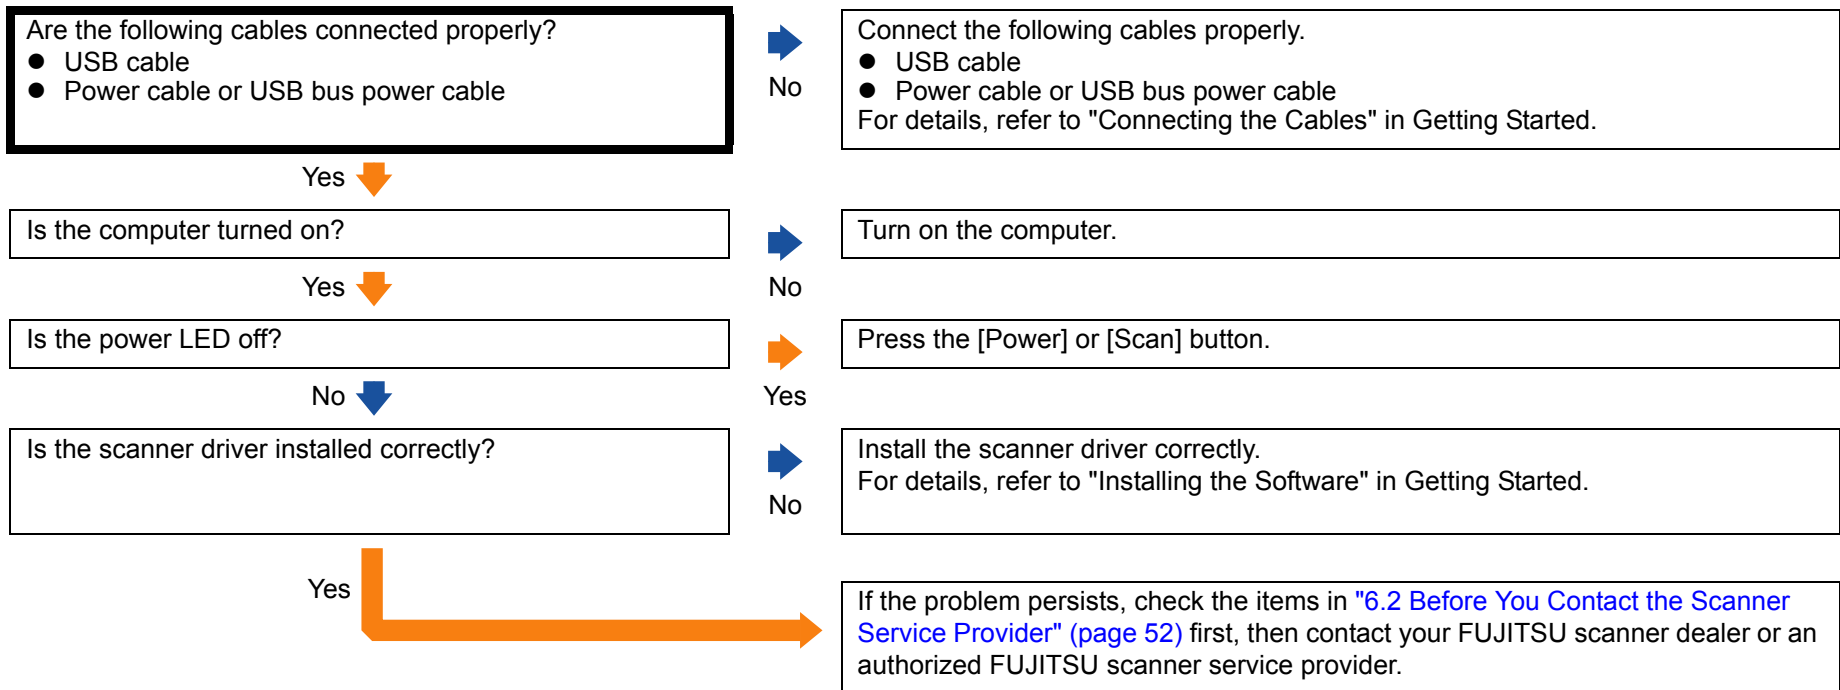 Are the following cables connected properly?
● USB cable
● Power cable or USB bus power cable
No
Connect the following cables properly.
● USB cable
● Power cable or USB bus power cable
For details, refer to "Connecting the Cables" in Getting Started.
Yes
Is the computer turned on?
No
Turn on the computer.
Yes
Is the power LED off?
Yes
Press the [Power] or [Scan] button.
No
Is the scanner driver installed correctly?
No
Install the scanner driver correctly.
For details, refer to "Installing the Software" in Getting Started.
Yes
If the problem persists, check the items in "6.2 Before You Contact the Scanner
Service Provider" (page 52) first, then contact your FUJITSU scanner dealer or an
authorized FUJITSU scanner service provider.